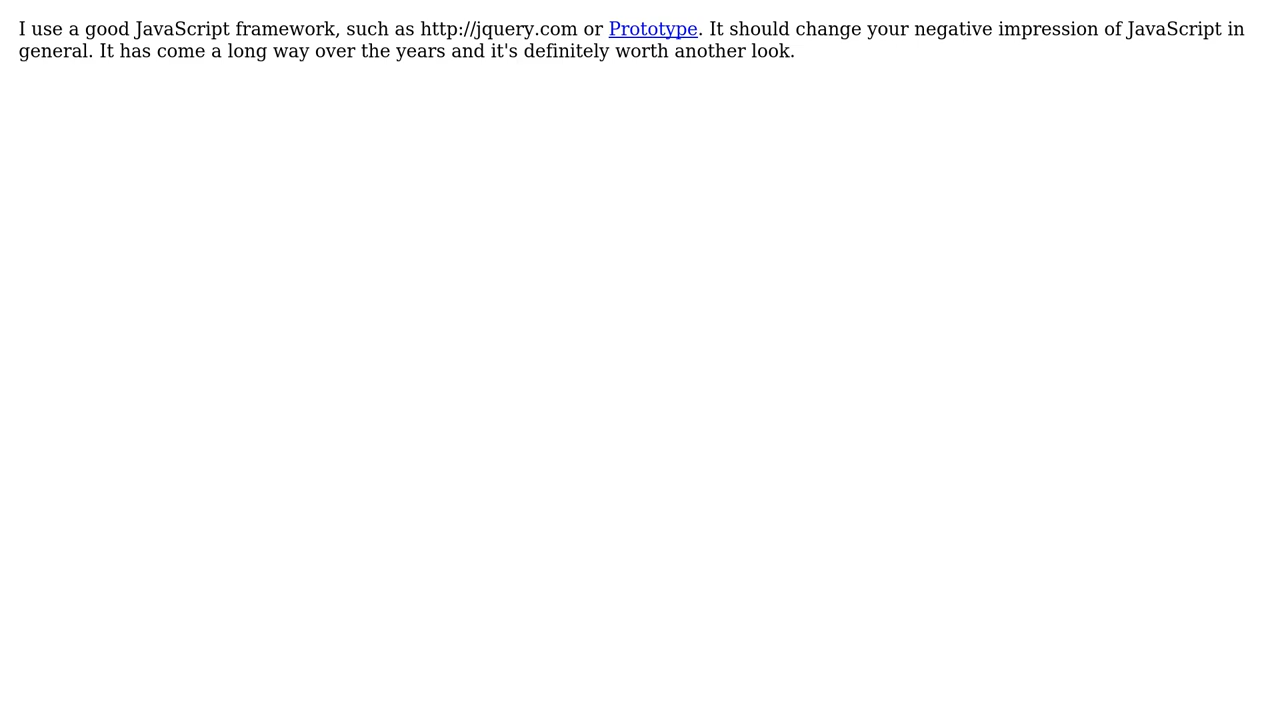 I use a good JavaScript framework, such as http://jquery.com or Prototype. It should change your negative impression of JavaScript in
general. It has come a long way over the years and it's definitely worth another look.